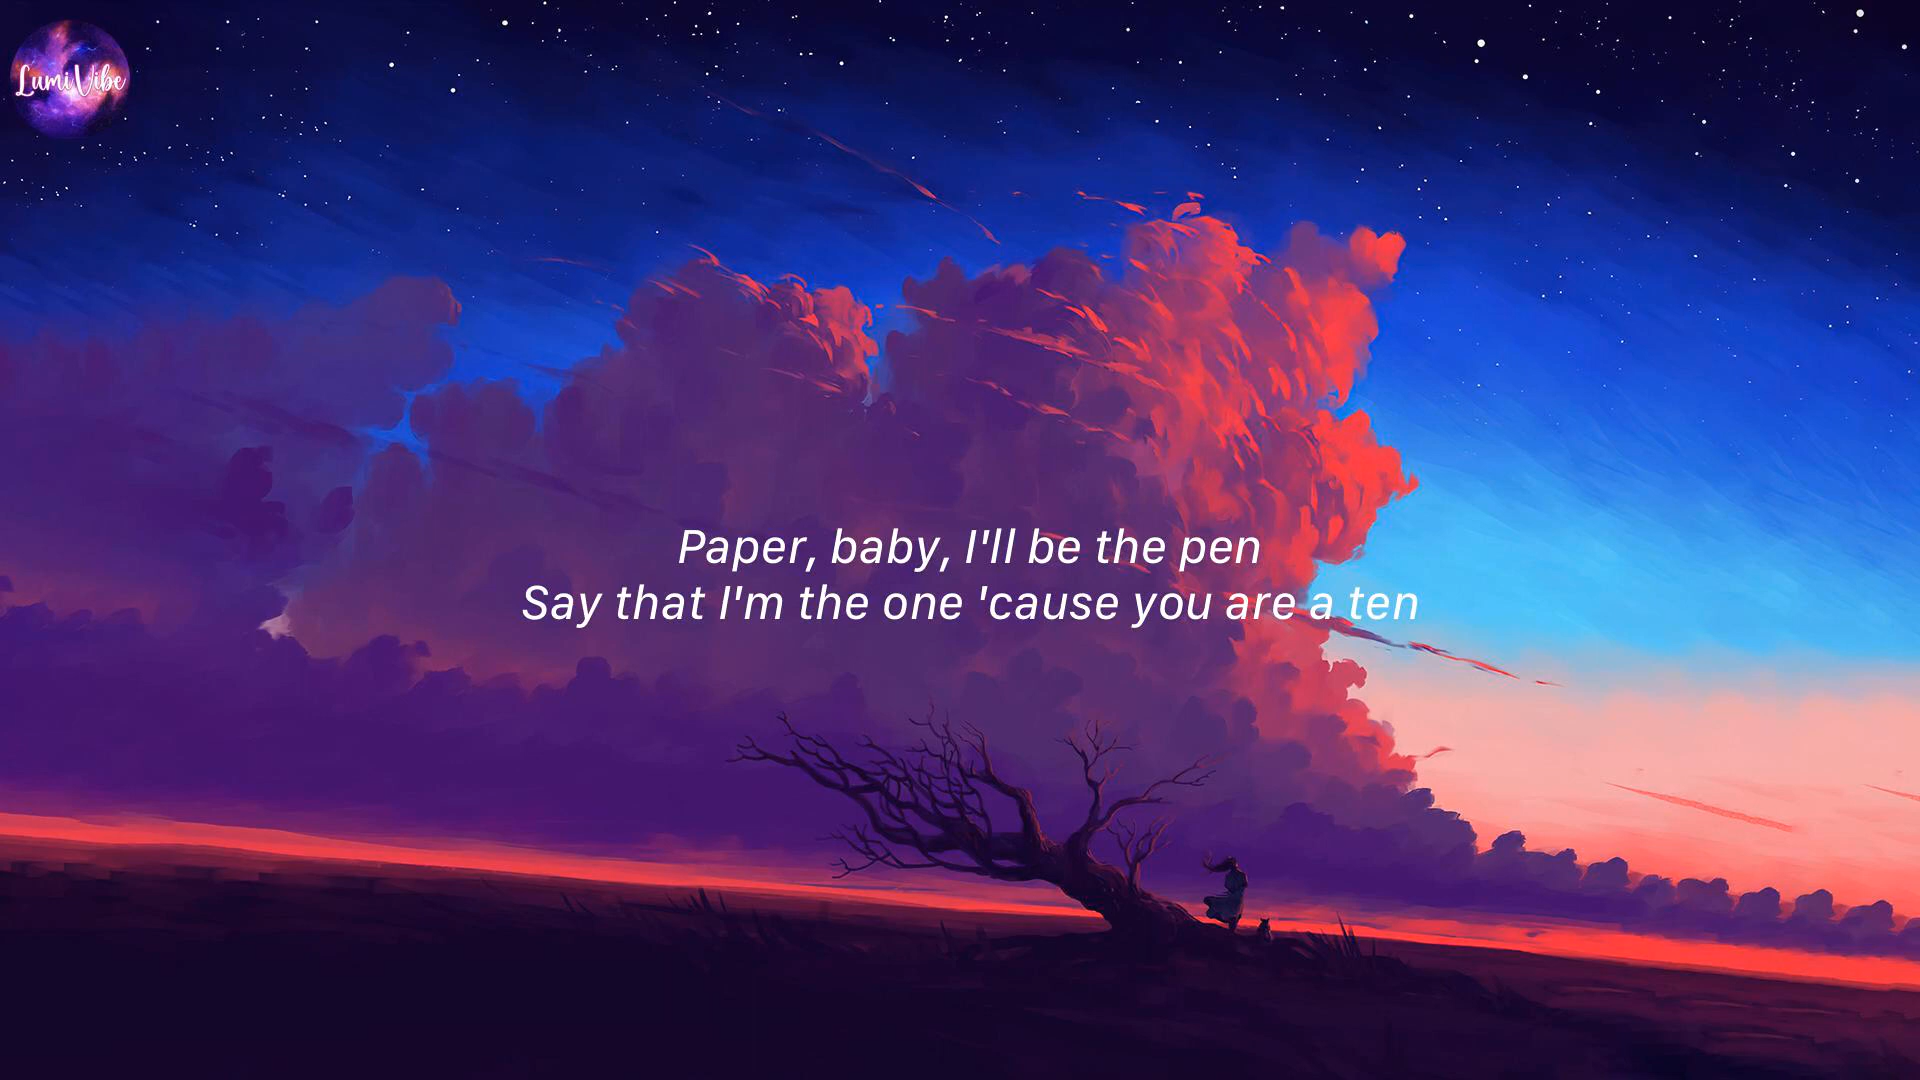 LumiVibe
Paper, baby, I'll be the pen
Say that I'm the one 'cause you are a ten